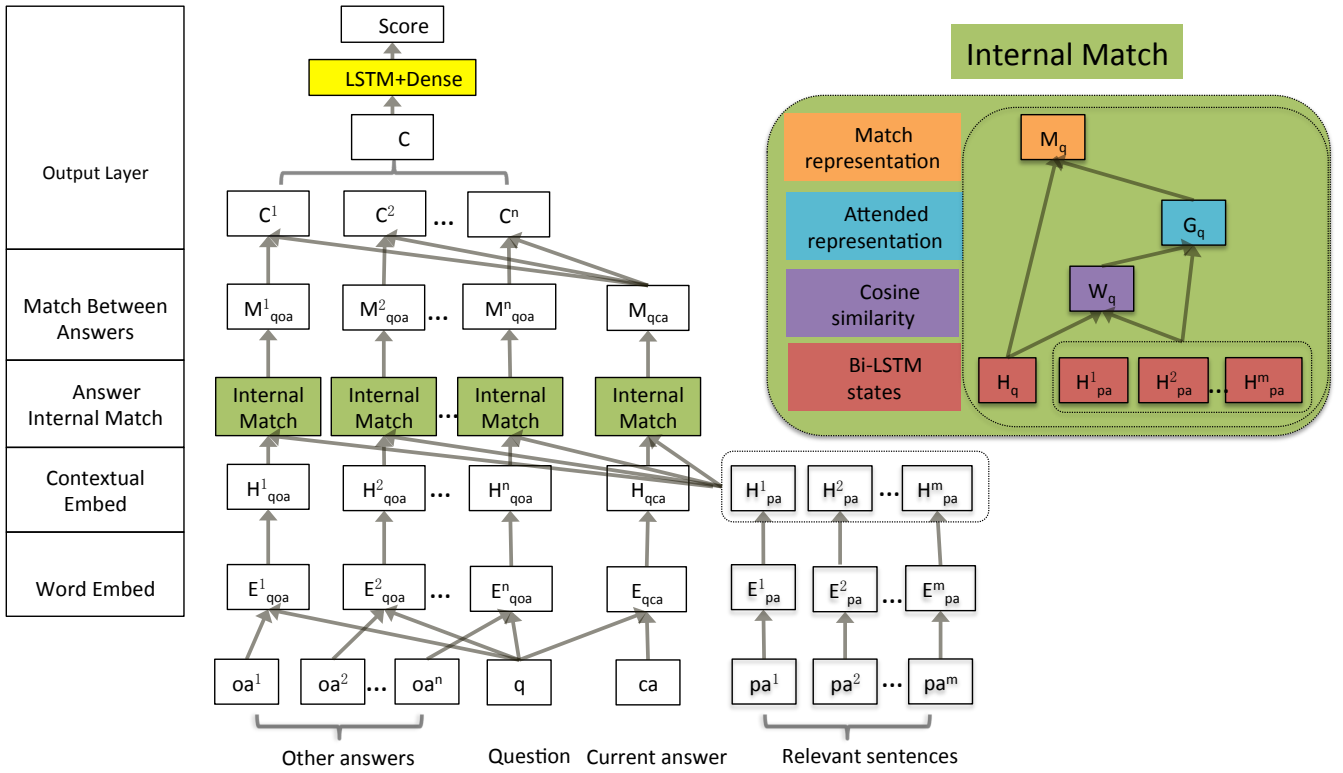 Score
LSTM+Dense
C
Output Layer
C¹ C² ... Cⁿ
Match Between
Answers
M¹qoa M²qoa ... Mⁿqoa Mqca
Answer
Internal Match
Internal
Match
Internal
Match
...
Internal
Match
Internal
Match
Contextual
Embed
H¹qoa H²qoa ... Hⁿqoa Hqca H¹pa H²pa ... Hᵐpa
Word Embed
E¹qoa E²qoa ... Eⁿqoa Eqca E¹pa E²pa ... Eᵐpa
oa¹ oa² ... oaⁿ q ca pa¹ pa² ... paᵐ
Other answers Question Current answer Relevant sentences
Internal Match
Match
representation
Mq
Attended
representation
Gq
Cosine
similarity
Wq
Bi-LSTM
states
Hq H¹pa H²pa ... Hᵐpa